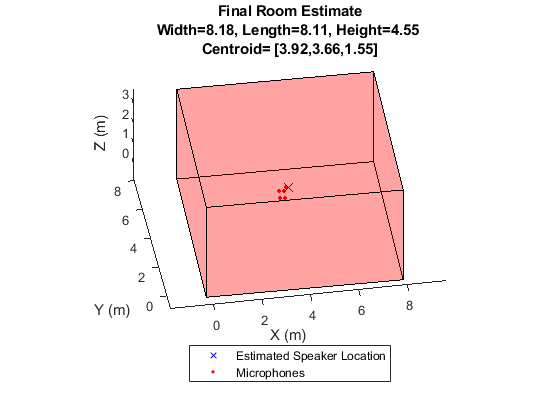 Final Room Estimate
Width=8.18, Length=8.11, Height=4.55
Centroid= [3.92,3.66,1.55]
Z (m)
3
2
1
0
8
6
4
2
0
Y (m)
0
2
4
6
8
X (m)
Estimated Speaker Location
Microphones